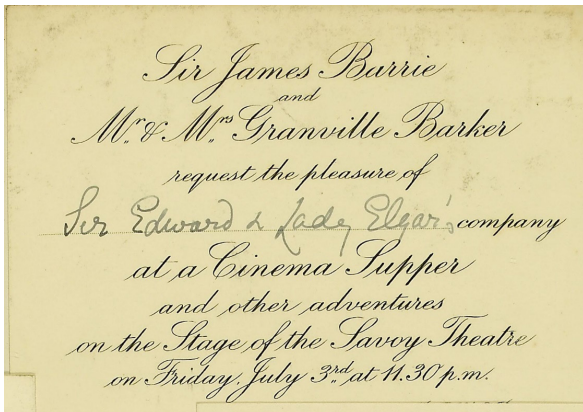 Sir James Barrie
and
Mr. & Mrs. Granville Barker
request the pleasure of
Sir Edward & Lady Elgar's company
at a Cinema Supper
and other adventures
on the Stage of the Savoy Theatre
on Friday, July 3rd. at 11.30 p.m.